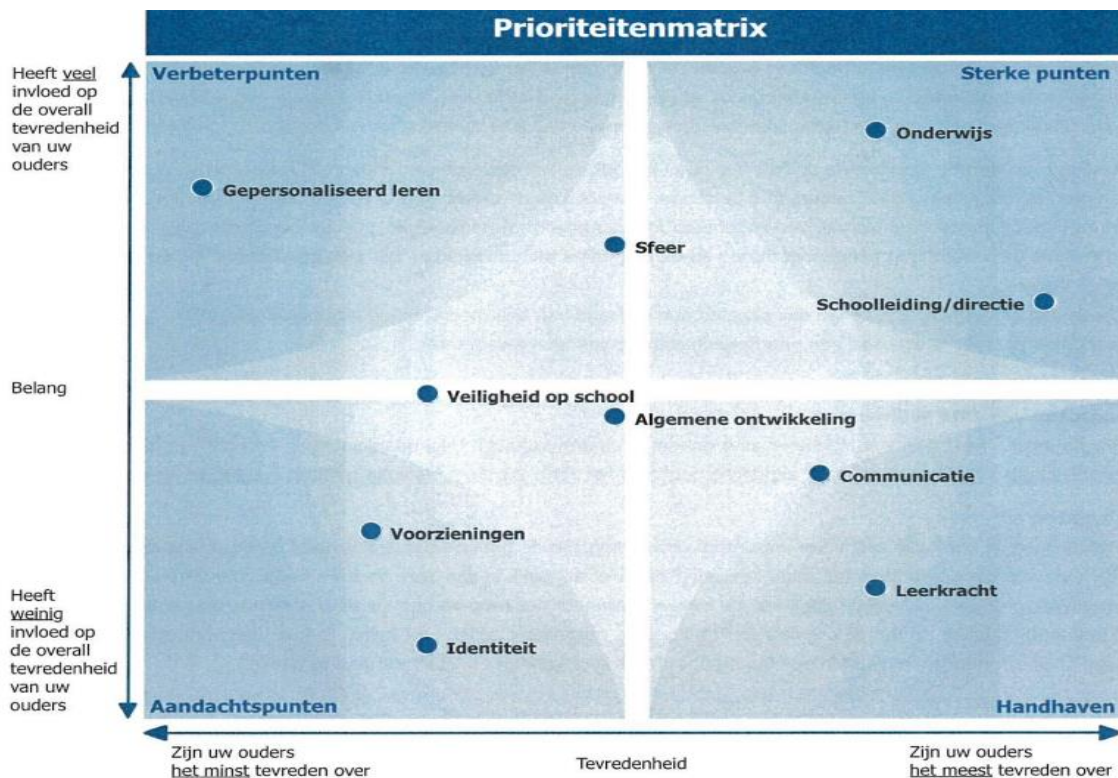 Prioriteitenmatrix
Heeft veel
invloed op
de overall
tevredenheid
van uw
ouders
Verbeterpunten
Sterke punten
Onderwijs
Gepersonaliseerd leren
Sfeer
Schoolleiding/directie
Belang
Veiligheid op school
Algemene ontwikkeling
Communicatie
Voorzieningen
Leerkracht
Heeft
weinig
invloed op
de overall
tevredenheid
van uw
ouders
Identiteit
Aandachtspunten
Handhaven
Zijn uw ouders
het minst tevreden over
Tevredenheid
Zijn uw ouders
het meest tevreden over